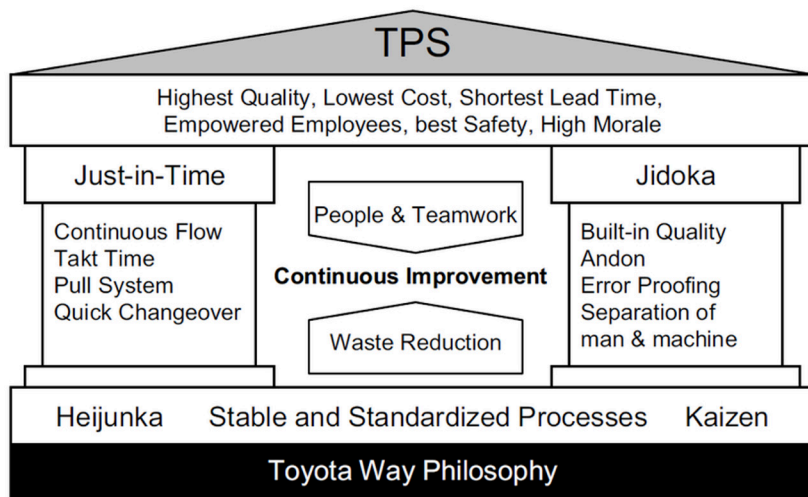 TPS
Highest Quality, Lowest Cost, Shortest Lead Time,
Empowered Employees, best Safety, High Morale
Just-in-Time
Continuous Flow
Takt Time
Pull System
Quick Changeover
People & Teamwork
Continuous Improvement
Waste Reduction
Jidoka
Built-in Quality
Andon
Error Proofing
Separation of
man & machine
Heijunka Stable and Standardized Processes Kaizen
Toyota Way Philosophy